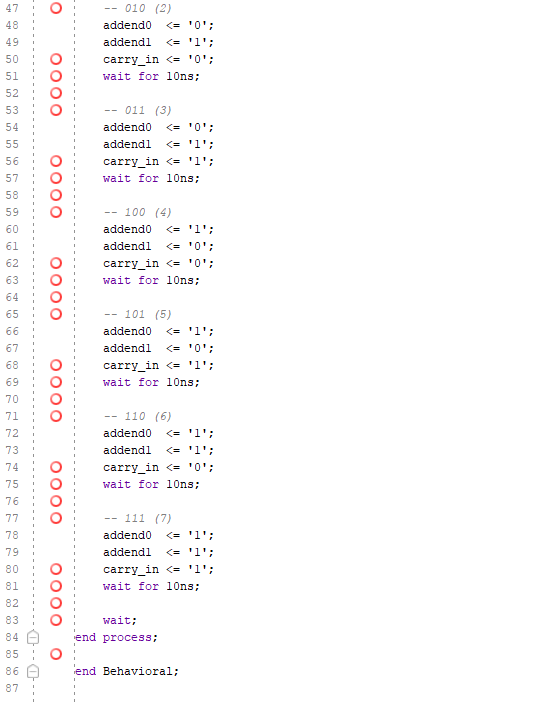 47 -- 010 (2)
48 addend0 <= '0';
49 addend1 <= '1';
50 carry_in <= '0';
51 wait for 10ns;
52
53 -- 011 (3)
54 addend0 <= '0';
55 addend1 <= '1';
56 carry_in <= '1';
57 wait for 10ns;
58
59 -- 100 (4)
60 addend0 <= '1';
61 addend1 <= '0';
62 carry_in <= '0';
63 wait for 10ns;
64
65 -- 101 (5)
66 addend0 <= '1';
67 addend1 <= '0';
68 carry_in <= '1';
69 wait for 10ns;
70
71 -- 110 (6)
72 addend0 <= '1';
73 addend1 <= '1';
74 carry_in <= '0';
75 wait for 10ns;
76
77 -- 111 (7)
78 addend0 <= '1';
79 addend1 <= '1';
80 carry_in <= '1';
81 wait for 10ns;
82
83 wait;
84 end process;
85
86 end Behavioral;
87